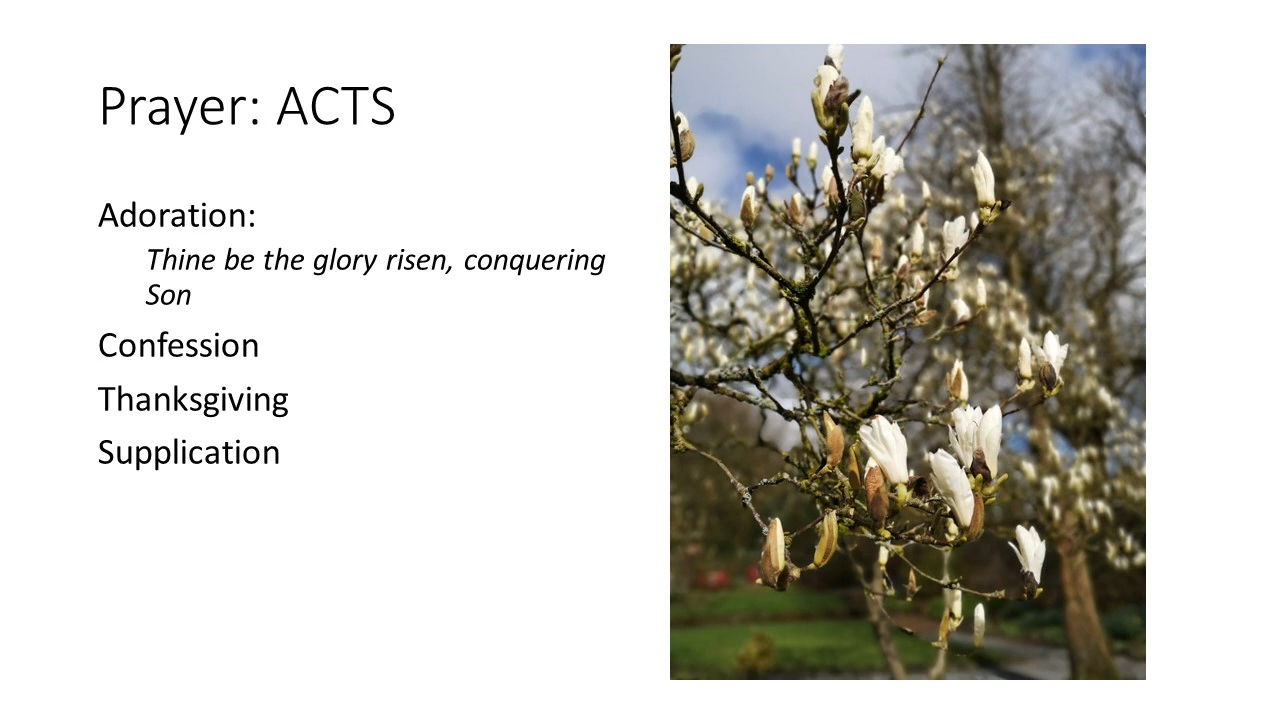 Prayer: ACTS
Adoration:
Thine be the glory risen, conquering
Son
Confession
Thanksgiving
Supplication